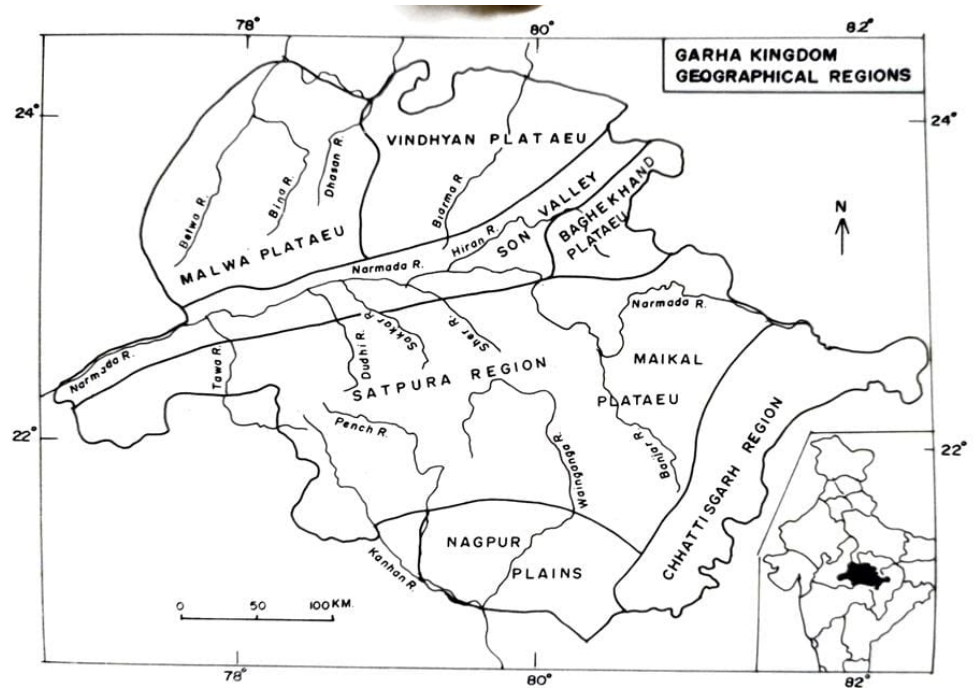 78°
80°
82°
GARHA KINGDOM
GEOGRAPHICAL REGIONS
24°
24°
VINDHYAN PLATAEU
Betwa R.
Bina R.
Dhasan R.
Biarma R.
MALWA PLATAEU
Hiran R.
SON VALLEY
BAGHEKHAND
PLATAEU
N
Narmada R.
Narmada R.
Narmada R.
Tawa R.
Dudhi R.
Sakkar R.
Sher R.
SATPURA REGION
MAIKAL
PLATAEU
Pench R.
Wainganga R.
Banjar R.
22°
22°
CHHATTISGARH REGION
NAGPUR
PLAINS
Kanhan R.
0 50 100 KM.
78°
80°
82°